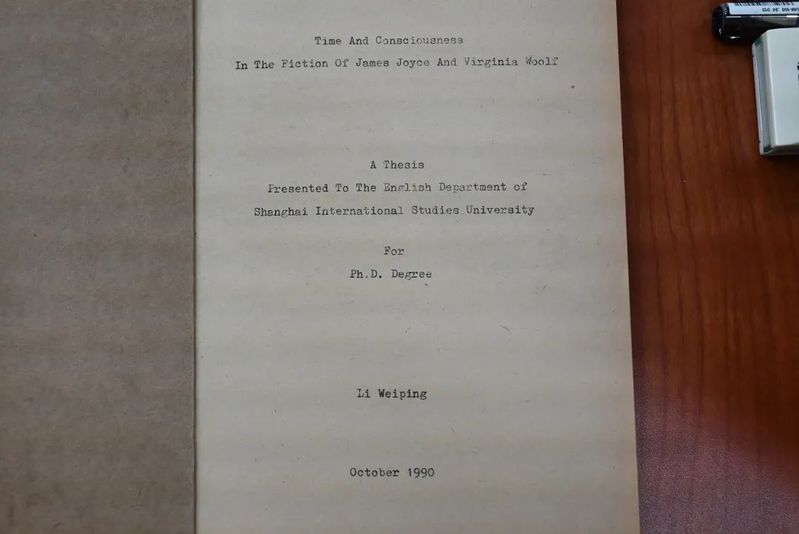 Time And Consciousness
In The Fiction Of James Joyce And Virginia Woolf
A Thesis
Presented To The English Department of
Shanghai International Studies University
For
Ph.D. Degree
Li Weiping
October 1990